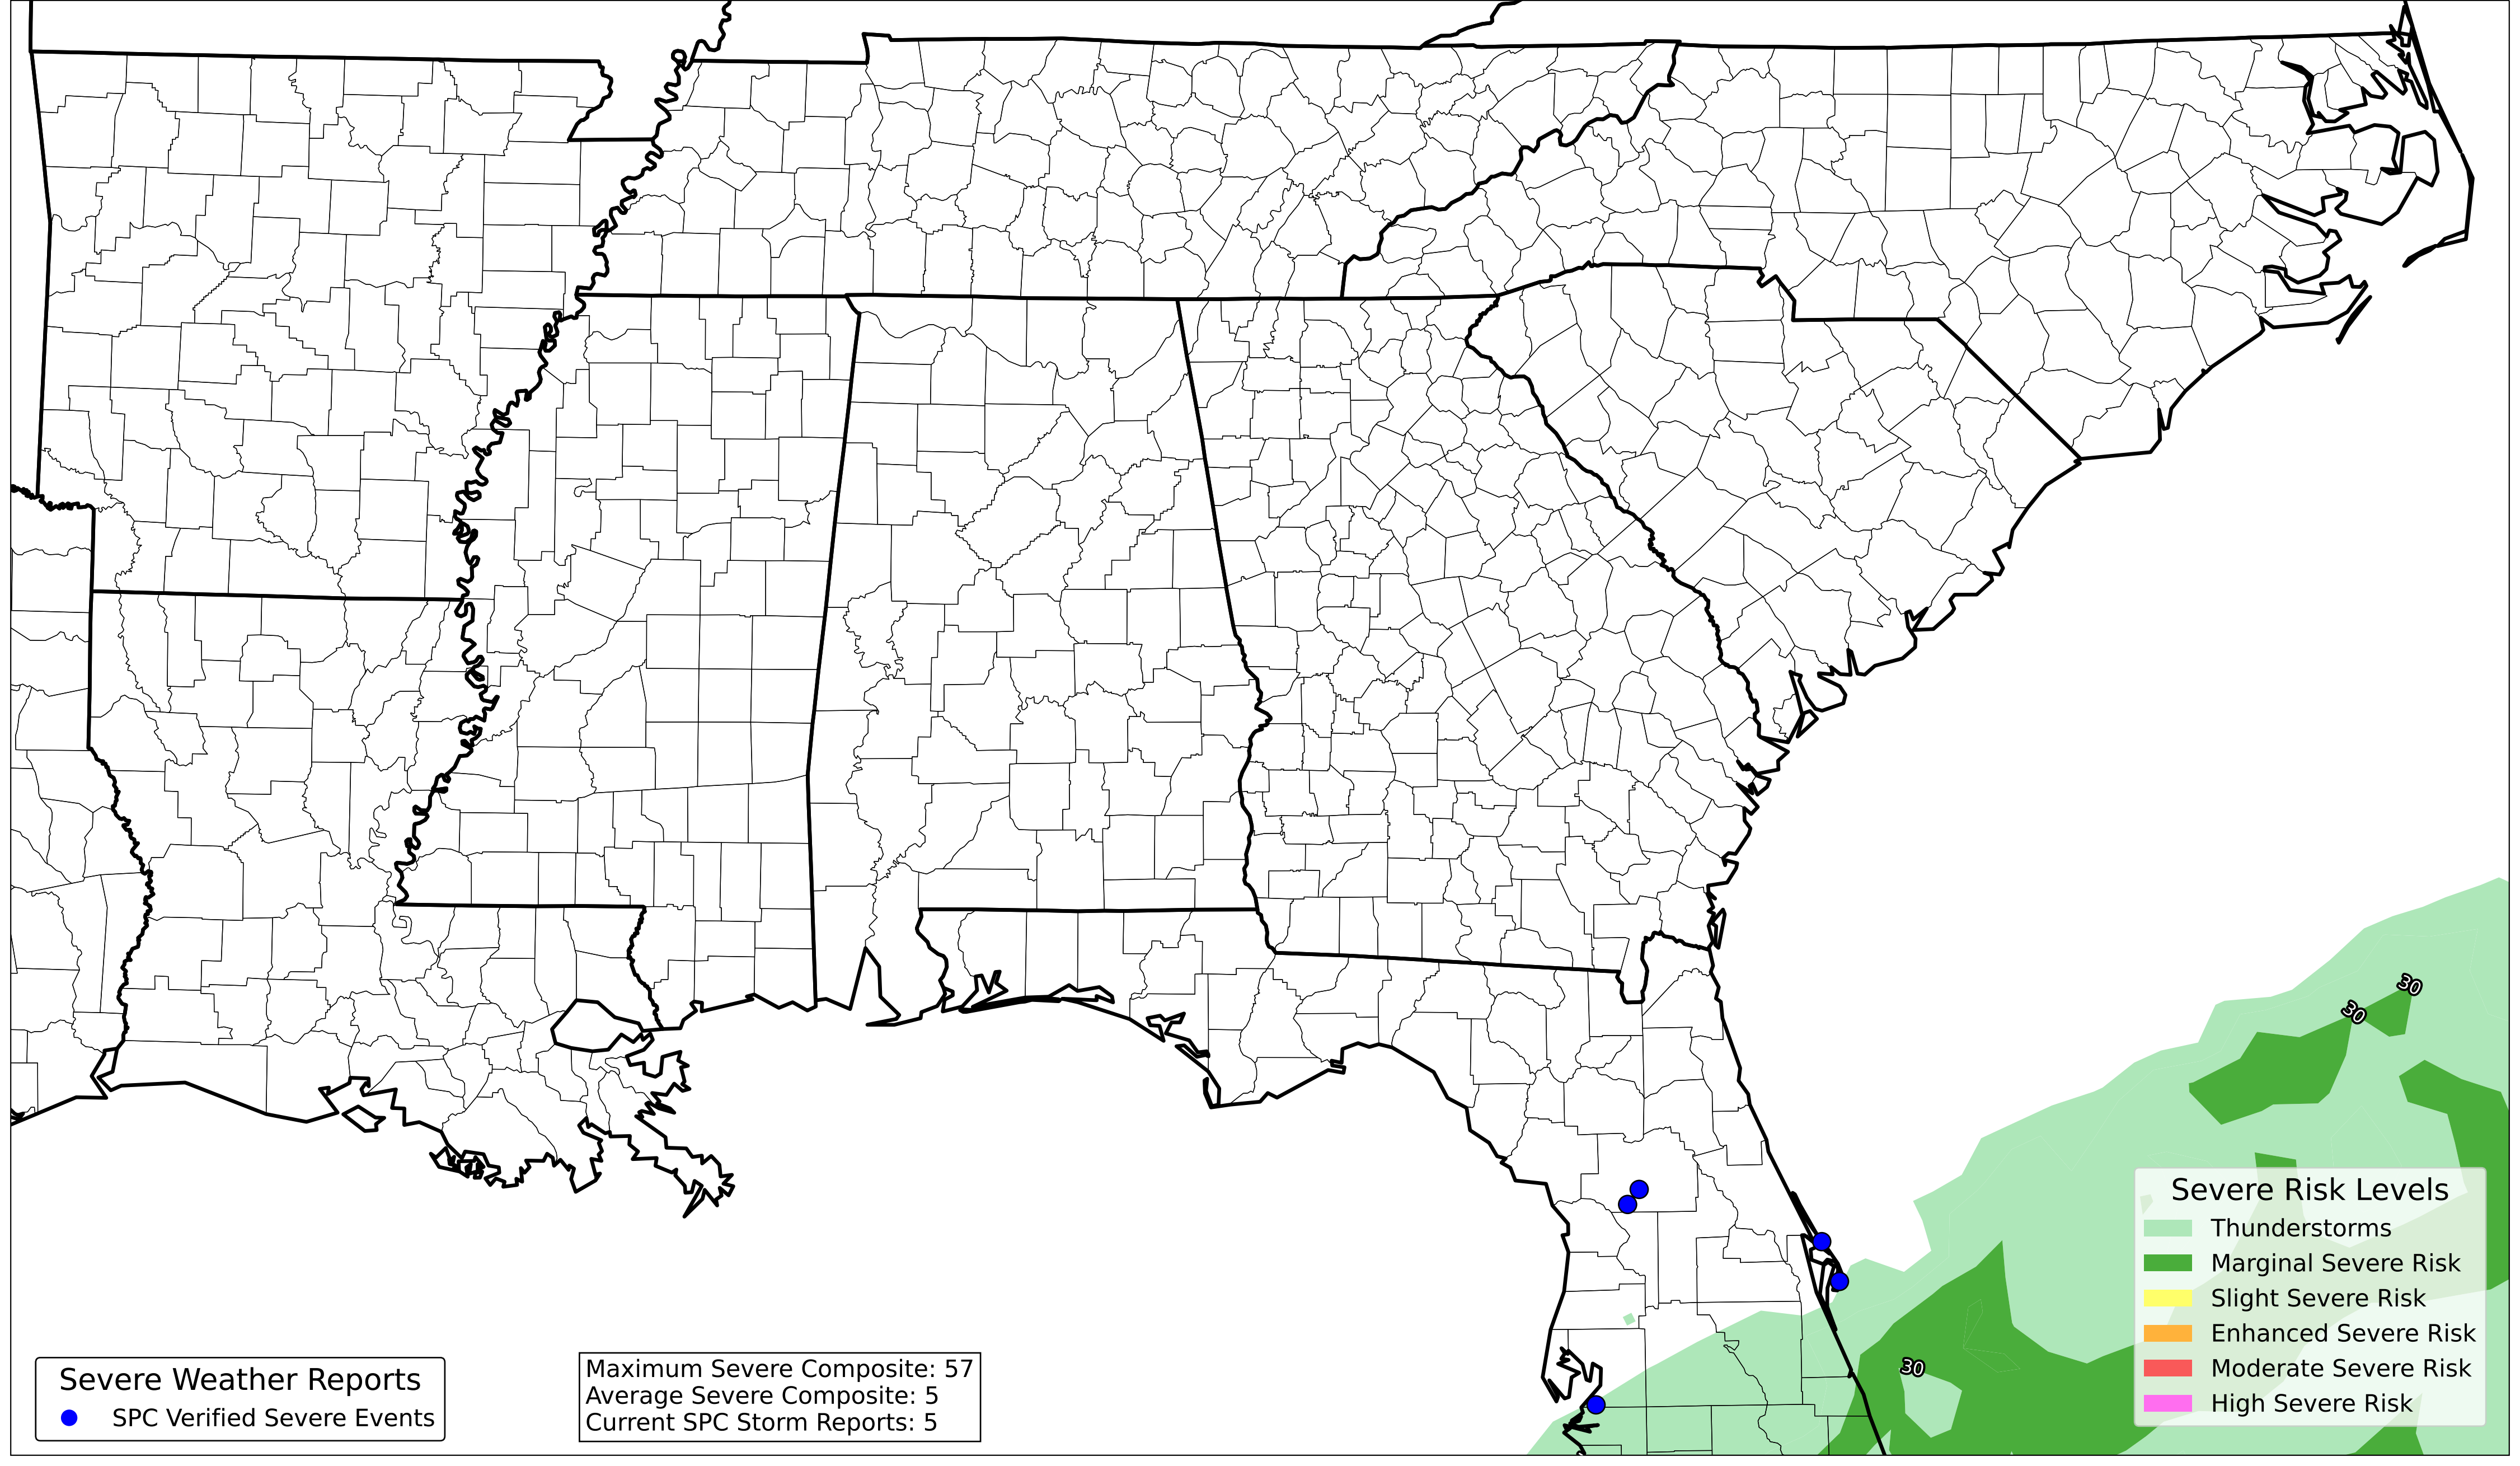 30
30
30
Severe Weather Reports
SPC Verified Severe Events
Maximum Severe Composite: 57
Average Severe Composite: 5
Current SPC Storm Reports: 5
Severe Risk Levels
Thunderstorms
Marginal Severe Risk
Slight Severe Risk
Enhanced Severe Risk
Moderate Severe Risk
High Severe Risk